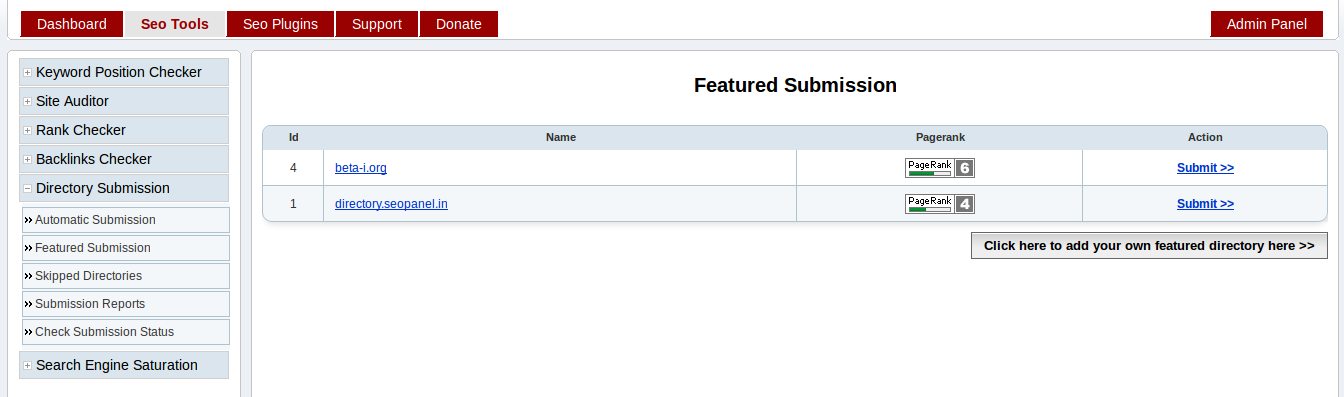 Dashboard Seo Tools Seo Plugins Support Donate Admin Panel
Keyword Position Checker
Site Auditor
Rank Checker
Backlinks Checker
Directory Submission
Automatic Submission
Featured Submission
Skipped Directories
Submission Reports
Check Submission Status
Search Engine Saturation
Featured Submission
Id Name Pagerank Action
4 beta-i.org PageRank 6 Submit >>
1 directory.seopanel.in PageRank 4 Submit >>
Click here to add your own featured directory here >>